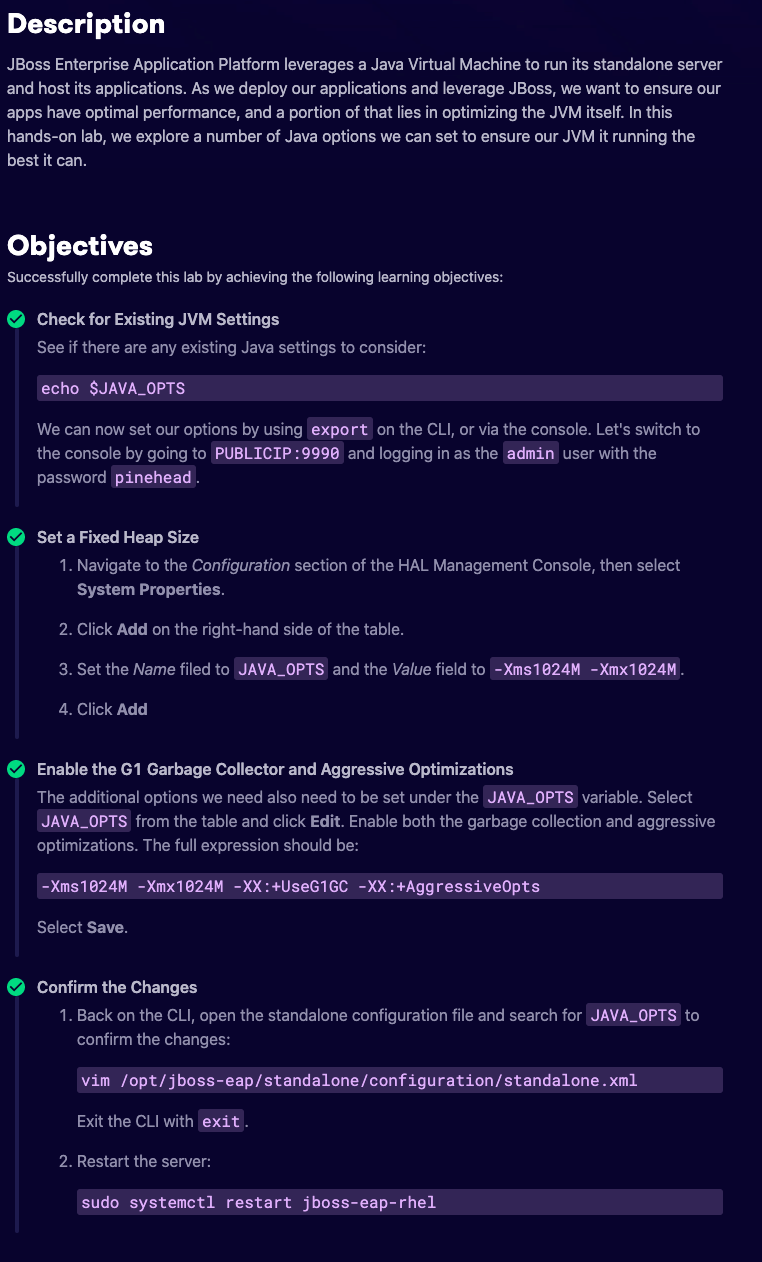 Description
JBoss Enterprise Application Platform leverages a Java Virtual Machine to run its standalone server
and host its applications. As we deploy our applications and leverage JBoss, we want to ensure our
apps have optimal performance, and a portion of that lies in optimizing the JVM itself. In this
hands-on lab, we explore a number of Java options we can set to ensure our JVM it running the
best it can.
Objectives
Successfully complete this lab by achieving the following learning objectives:
Check for Existing JVM Settings
See if there are any existing Java settings to consider:
echo $JAVA_OPTS
We can now set our options by using export on the CLI, or via the console. Let's switch to
the console by going to PUBLICIP:9990 and logging in as the admin user with the
password pinehead.
Set a Fixed Heap Size
1. Navigate to the Configuration section of the HAL Management Console, then select
System Properties.
2. Click Add on the right-hand side of the table.
3. Set the Name filed to JAVA_OPTS and the Value field to -Xms1024M -Xmx1024M.
4. Click Add
Enable the G1 Garbage Collector and Aggressive Optimizations
The additional options we need also need to be set under the JAVA_OPTS variable. Select
JAVA_OPTS from the table and click Edit. Enable both the garbage collection and aggressive
optimizations. The full expression should be:
-Xms1024M -Xmx1024M -XX:+UseG1GC -XX:+AggressiveOpts
Select Save.
Confirm the Changes
1. Back on the CLI, open the standalone configuration file and search for JAVA_OPTS to
confirm the changes:
vim /opt/jboss-eap/standalone/configuration/standalone.xml
Exit the CLI with exit.
2. Restart the server:
sudo systemctl restart jboss-eap-rhel